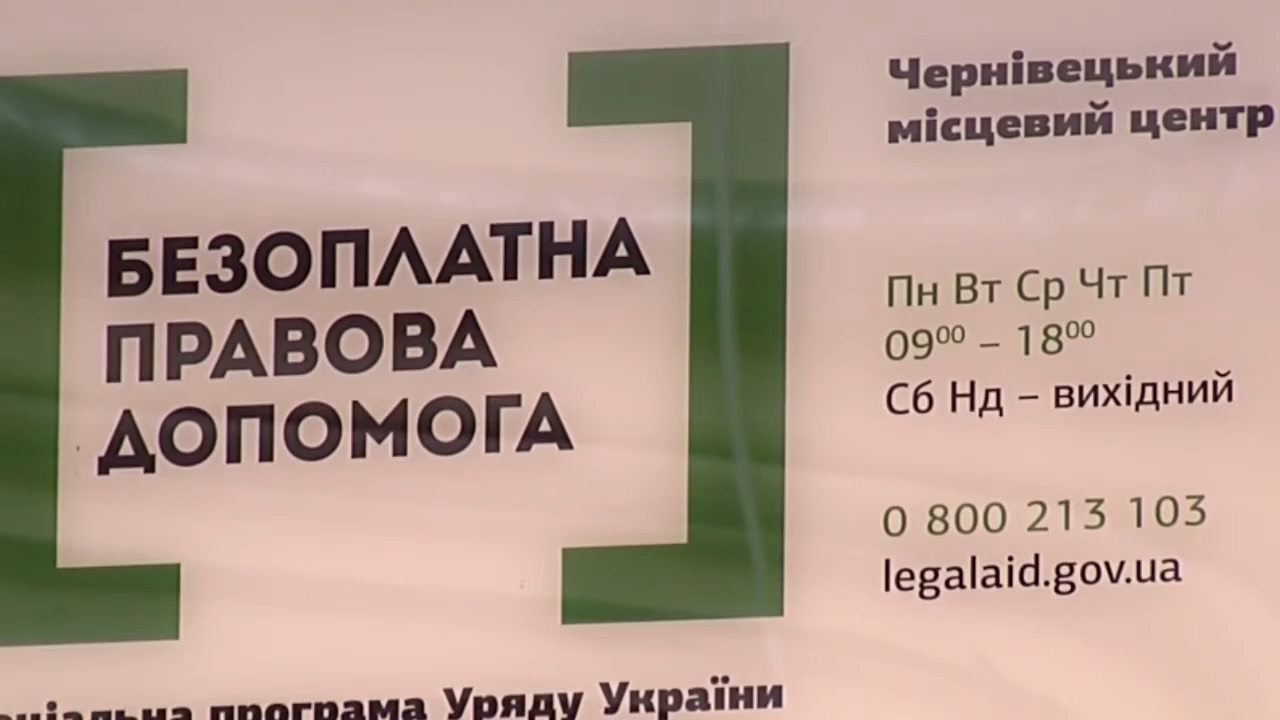 БЕЗОПЛАТНА
ПРАВОВА
ДОПОМОГА
Чернівецький
місцевий центр
Пн Вт Ср Чт Пт
09⁰⁰ – 18⁰⁰
Сб Нд – вихідний
0 800 213 103
legalaid.gov.ua
програма Уряду України